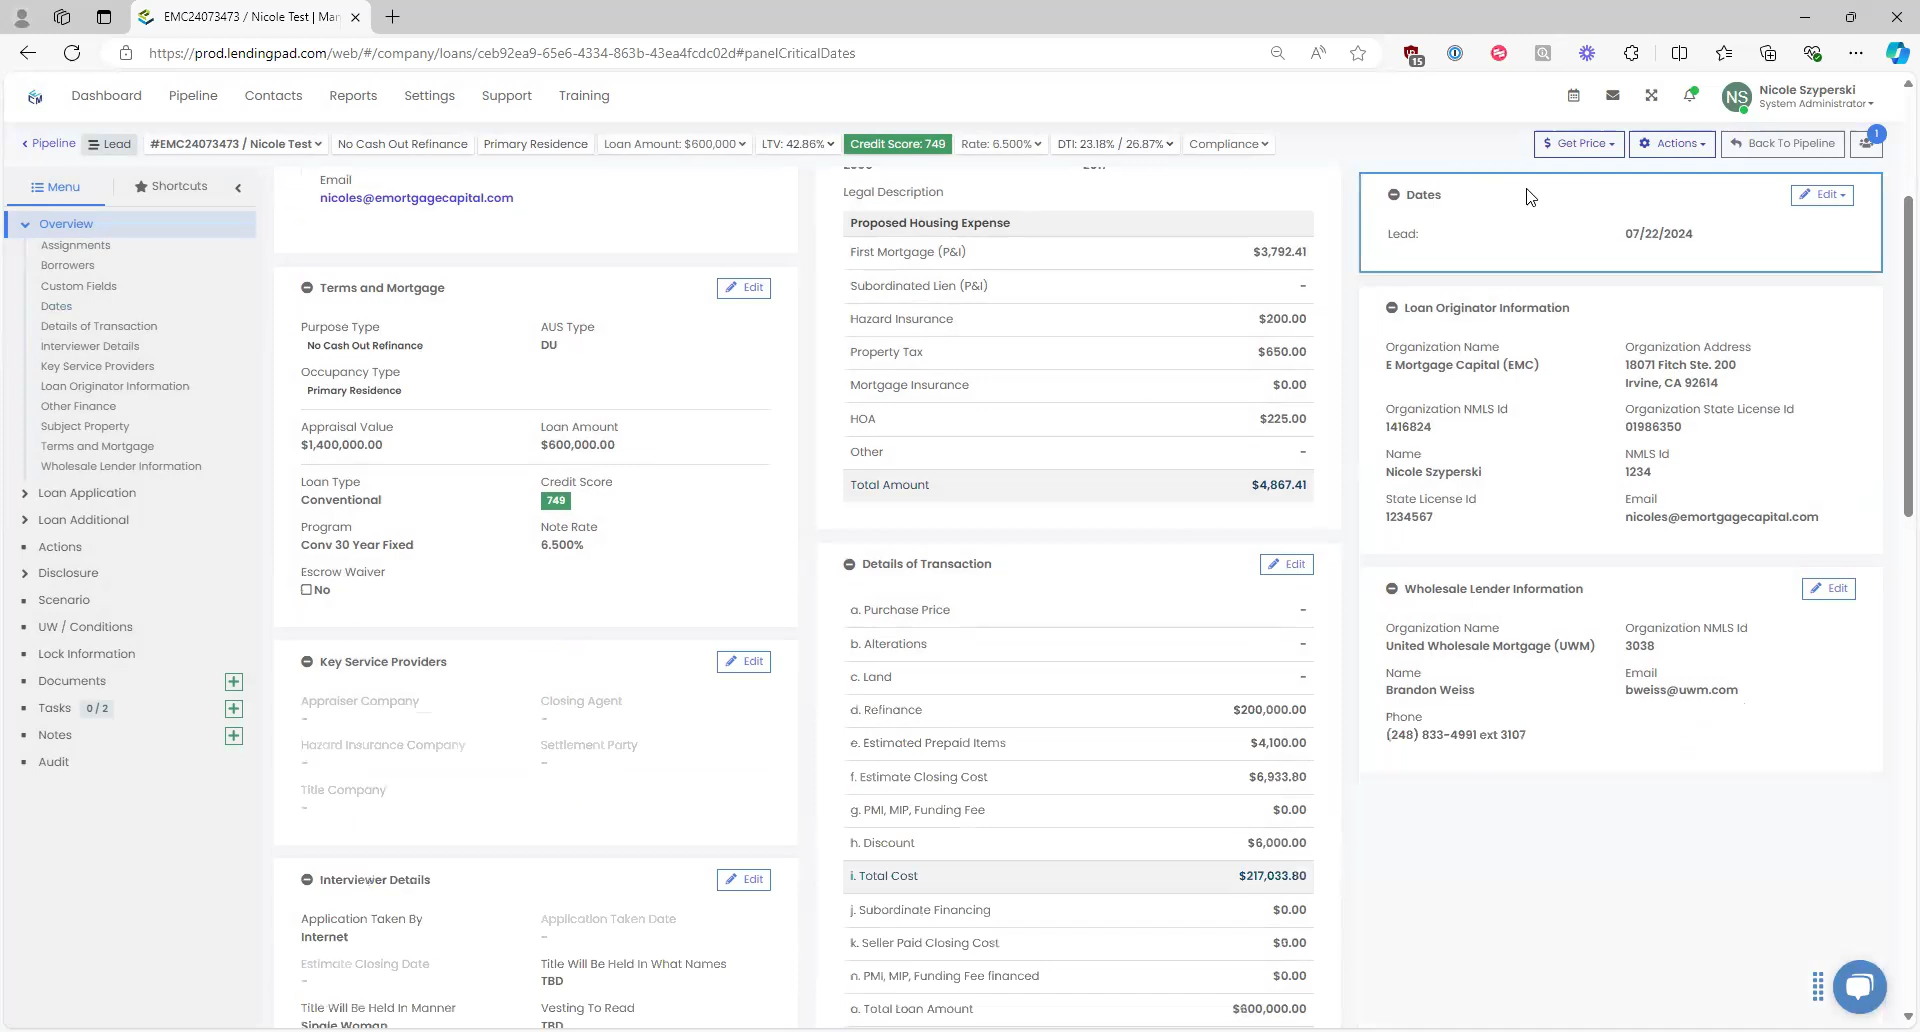 EMC24073473 / Nicole Test | Man
https://prod.lendingpad.com/web/#/company/loans/ceb92ea9-65e6-4334-863b-43ea4fcdc02d#panelCriticalDates
15
Dashboard Pipeline Contacts Reports Settings Support Training
NS Nicole Szyperski
System Administrator
Pipeline Lead #EMC24073473 / Nicole Test No Cash Out Refinance Primary Residence Loan Amount: $600,000 LTV: 42.86% Credit Score: 749 Rate: 6.500% DTI: 23.18% / 26.87% Compliance $ Get Price Actions Back To Pipeline 1
Menu Shortcuts
Overview
Assignments
Borrowers
Custom Fields
Dates
Details of Transaction
Interviewer Details
Key Service Providers
Loan Originator Information
Other Finance
Subject Property
Terms and Mortgage
Wholesale Lender Information
Loan Application
Loan Additional
Actions
Disclosure
Scenario
UW / Conditions
Lock Information
Documents
Tasks 0 / 2
Notes
Audit
Email
nicoles@emortgagecapital.com
Terms and Mortgage Edit
Purpose Type AUS Type
No Cash Out Refinance DU
Occupancy Type
Primary Residence
Appraisal Value Loan Amount
$1,400,000.00 $600,000.00
Loan Type Credit Score
Conventional 749
Program Note Rate
Conv 30 Year Fixed 6.500%
Escrow Waiver
No
Key Service Providers Edit
Appraiser Company Closing Agent
- -
Hazard Insurance Company Settlement Party
- -
Title Company
-
Interviewer Details Edit
Application Taken By Application Taken Date
Internet -
Estimate Closing Date Title Will Be Held In What Names
- TBD
Title Will Be Held In Manner Vesting To Read
Single Woman TBD
Legal Description
Proposed Housing Expense
First Mortgage (P&I) $3,792.41
Subordinated Lien (P&I) -
Hazard Insurance $200.00
Property Tax $650.00
Mortgage Insurance $0.00
HOA $225.00
Other -
Total Amount $4,867.41
Details of Transaction Edit
a. Purchase Price -
b. Alterations -
c. Land -
d. Refinance $200,000.00
e. Estimated Prepaid Items $4,100.00
f. Estimate Closing Cost $6,933.80
g. PMI, MIP, Funding Fee $0.00
h. Discount $6,000.00
i. Total Cost $217,033.80
j. Subordinate Financing $0.00
k. Seller Paid Closing Cost $0.00
n. PMI, MIP, Funding Fee financed $0.00
o. Total Loan Amount $600,000.00
Dates Edit
Lead: 07/22/2024
Loan Originator Information
Organization Name Organization Address
E Mortgage Capital (EMC) 18071 Fitch Ste. 200
Irvine, CA 92614
Organization NMLS Id Organization State License Id
1416824 01986350
Name NMLS Id
Nicole Szyperski 1234
State License Id Email
1234567 nicoles@emortgagecapital.com
Wholesale Lender Information Edit
Organization Name Organization NMLS Id
United Wholesale Mortgage (UWM) 3038
Name Email
Brandon Weiss bweiss@uwm.com
Phone
(248) 833-4991 ext 3107